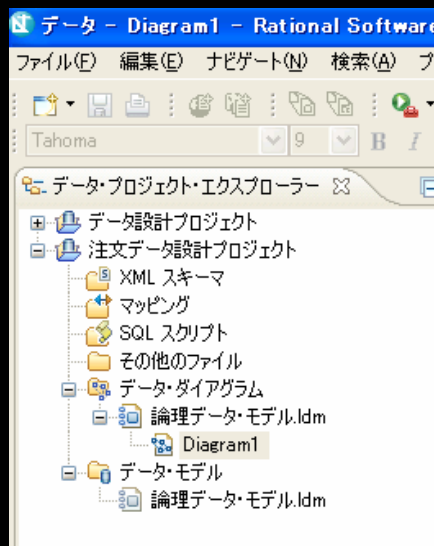 データ - Diagram1 - Rational Software
ファイル(F) 編集(E) ナビゲート(N) 検索(A) プ
Tahoma 9 B I
データ・プロジェクト・エクスプローラー
データ設計プロジェクト
注文データ設計プロジェクト
XML スキーマ
マッピング
SQL スクリプト
その他のファイル
データ・ダイアグラム
論理データ・モデル.ldm
Diagram1
データ・モデル
論理データ・モデル.ldm